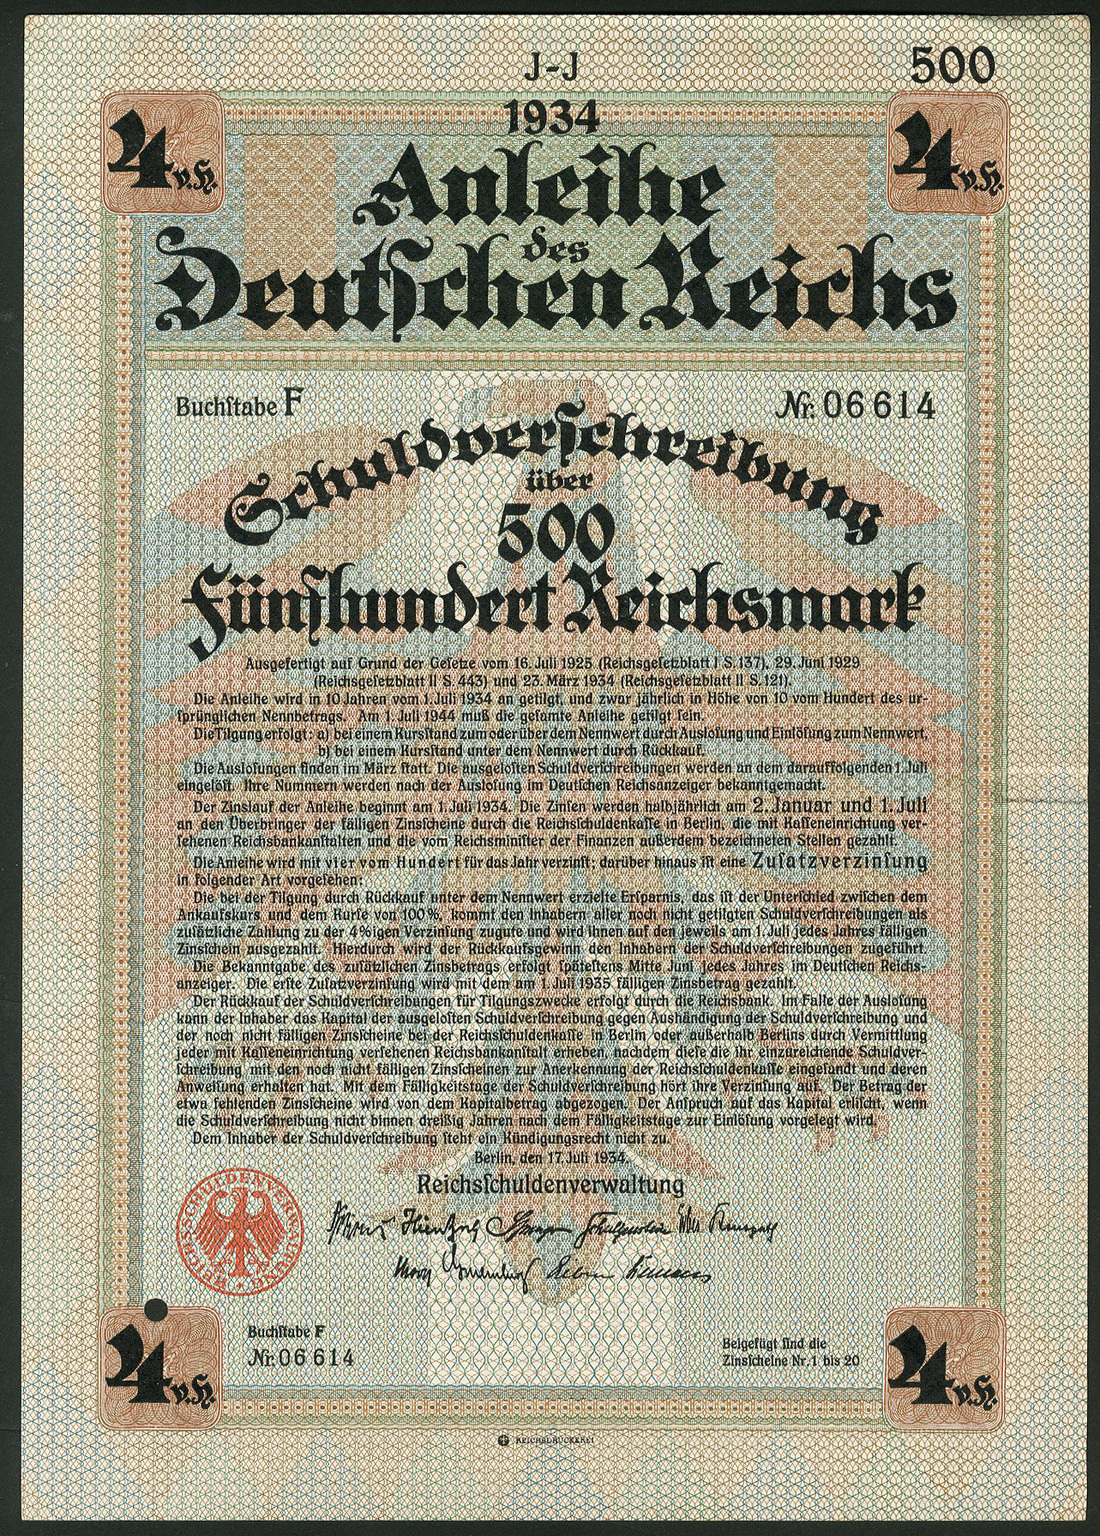 J-J
500
1934
4 v.H.
4 v.H.
Anleihe
des
Deutſchen Reichs
Buchſtabe F
Nr. 06614
Schuldverſchreibung
über
500
Fünfhundert Reichsmark
Ausgefertigt auf Grund der Geſetze vom 16. Juli 1925 (Reichsgeſetzblatt I S. 137), 29. Juni 1929
(Reichsgeſetzblatt II S. 443) und 23. März 1934 (Reichsgeſetzblatt II S. 121).
Die Anleihe wird in 10 Jahren vom 1. Juli 1934 an getilgt, und zwar jährlich in Höhe von 10 vom Hundert des ur-
ſprünglichen Nennbetrags. Am 1. Juli 1944 muß die geſamte Anleihe getilgt ſein.
Die Tilgung erfolgt: a) bei einem Kursſtand zum oder über dem Nennwert durch Ausloſung und Einlöſung zum Nennwert,
b) bei einem Kursſtand unter dem Nennwert durch Rückkauf.
Die Ausloſungen finden im März ſtatt. Die ausgeloſten Schuldverſchreibungen werden an dem darauffolgenden 1. Juli
eingelöſt. Ihre Nummern werden nach der Ausloſung im Deutſchen Reichsanzeiger bekanntgemacht.
Der Zinslauf der Anleihe beginnt am 1. Juli 1934. Die Zinſen werden halbjährlich am 2. Januar und 1. Juli
an den Überbringer der fälligen Zinsſcheine durch die Reichsſchuldenkaſſe in Berlin, die mit Kaſſeneinrichtung ver-
ſehenen Reichsbankanſtalten und die vom Reichsminiſter der Finanzen außerdem bezeichneten Stellen gezahlt.
Die Anleihe wird mit vier vom Hundert für das Jahr verzinſt; darüber hinaus iſt eine Zuſatzverzinſung
in folgender Art vorgeſehen:
Die bei der Tilgung durch Rückkauf unter dem Nennwert erzielte Erſparnis, das iſt der Unterſchied zwiſchen dem
Ankaufskurs und dem Kurſe von 100%, kommt den Inhabern aller noch nicht getilgten Schuldverſchreibungen als
zuſätzliche Zahlung zu der 4%igen Verzinſung zugute und wird ihnen auf den jeweils am 1. Juli jedes Jahres fälligen
Zinsſchein ausgezahlt. Hierdurch wird der Rückkaufsgewinn den Inhabern der Schuldverſchreibungen zugeführt.
Die Bekanntgabe des zuſätzlichen Zinsbetrags erfolgt ſpäteſtens Mitte Juni jedes Jahres im Deutſchen Reichs-
anzeiger. Die erſte Zuſatzverzinſung wird mit dem am 1. Juli 1935 fälligen Zinsbetrag gezahlt.
Der Rückkauf der Schuldverſchreibungen für Tilgungszwecke erfolgt durch die Reichsbank. Im Falle der Ausloſung
kann der Inhaber das Kapital der ausgeloſten Schuldverſchreibung gegen Aushändigung der Schuldverſchreibung und
der noch nicht fälligen Zinsſcheine bei der Reichsſchuldenkaſſe in Berlin oder außerhalb Berlins durch Vermittlung
jeder mit Kaſſeneinrichtung verſehenen Reichsbankanſtalt erheben, nachdem dieſe die ihr einzureichende Schuldver-
ſchreibung mit den noch nicht fälligen Zinsſcheinen zur Anerkennung der Reichsſchuldenkaſſe eingeſandt und deren
Anweiſung erhalten hat. Mit dem Fälligkeitstage der Schuldverſchreibung hört ihre Verzinſung auf. Der Betrag der
etwa fehlenden Zinsſcheine wird von dem Kapitalbetrag abgezogen. Der Anſpruch auf das Kapital erliſcht, wenn
die Schuldverſchreibung nicht binnen dreißig Jahren nach dem Fälligkeitstage zur Einlöſung vorgelegt wird.
Dem Inhaber der Schuldverſchreibung ſteht ein Kündigungsrecht nicht zu.
Berlin, den 17. Juli 1934.
Reichsſchuldenverwaltung
REICHSSCHULDENVERWALTUNG
4 v.H.
Buchſtabe F
Nr. 06 614
Beigefügt ſind die
Zinsſcheine Nr. 1 bis 20
4 v.H.
REICHSDRUCKEREI